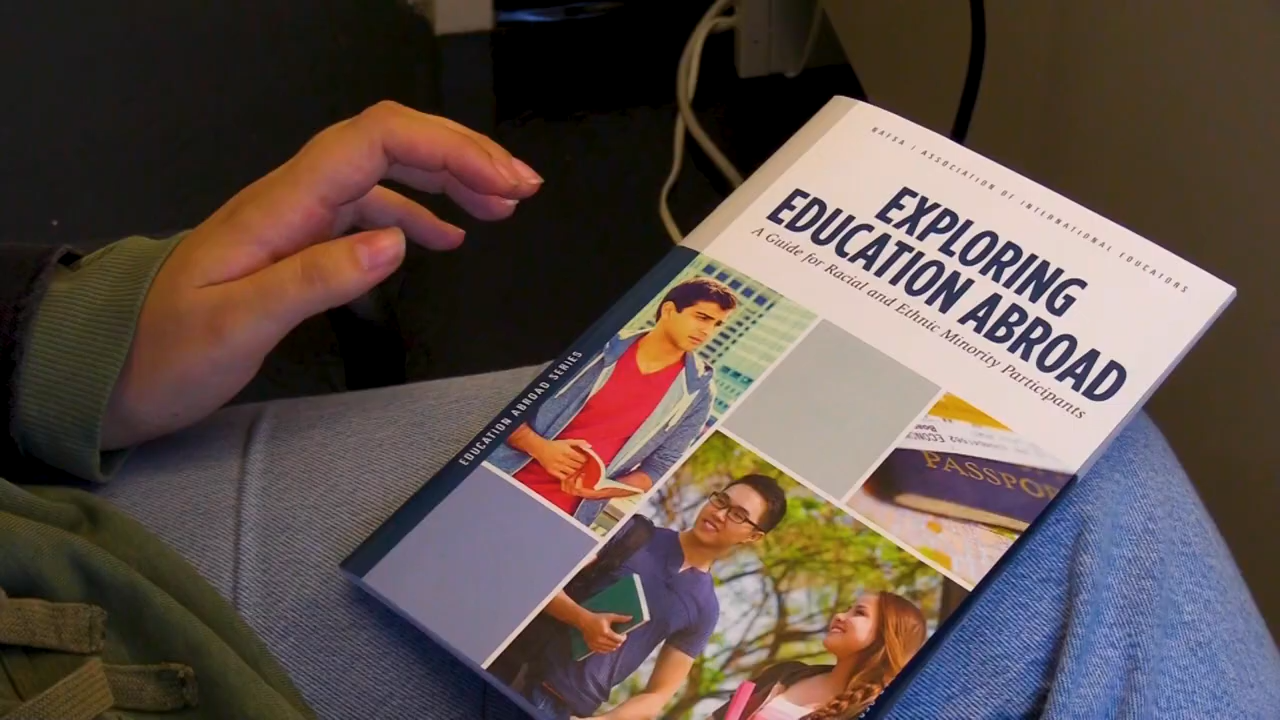 NAFSA | ASSOCIATION OF INTERNATIONAL EDUCATORS
EXPLORING
EDUCATION ABROAD
A Guide for Racial and Ethnic Minority Participants
EDUCATION ABROAD SERIES
PASSPO